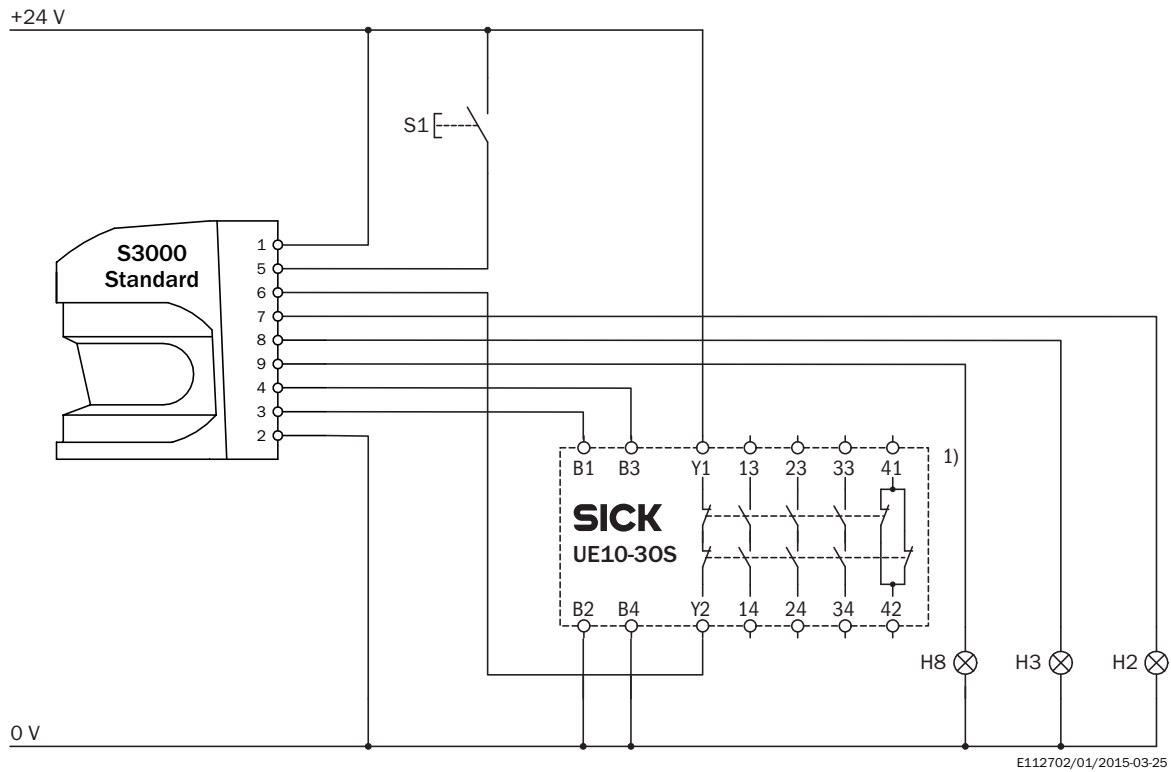 +24 V
S1
S3000
Standard
1
5
6
7
8
9
4
3
2
B1 B3 Y1 13 23 33 41 1)
SICK
UE10-30S
B2 B4 Y2 14 24 34 42
H8 H3 H2
0 V
E112702/01/2015-03-25